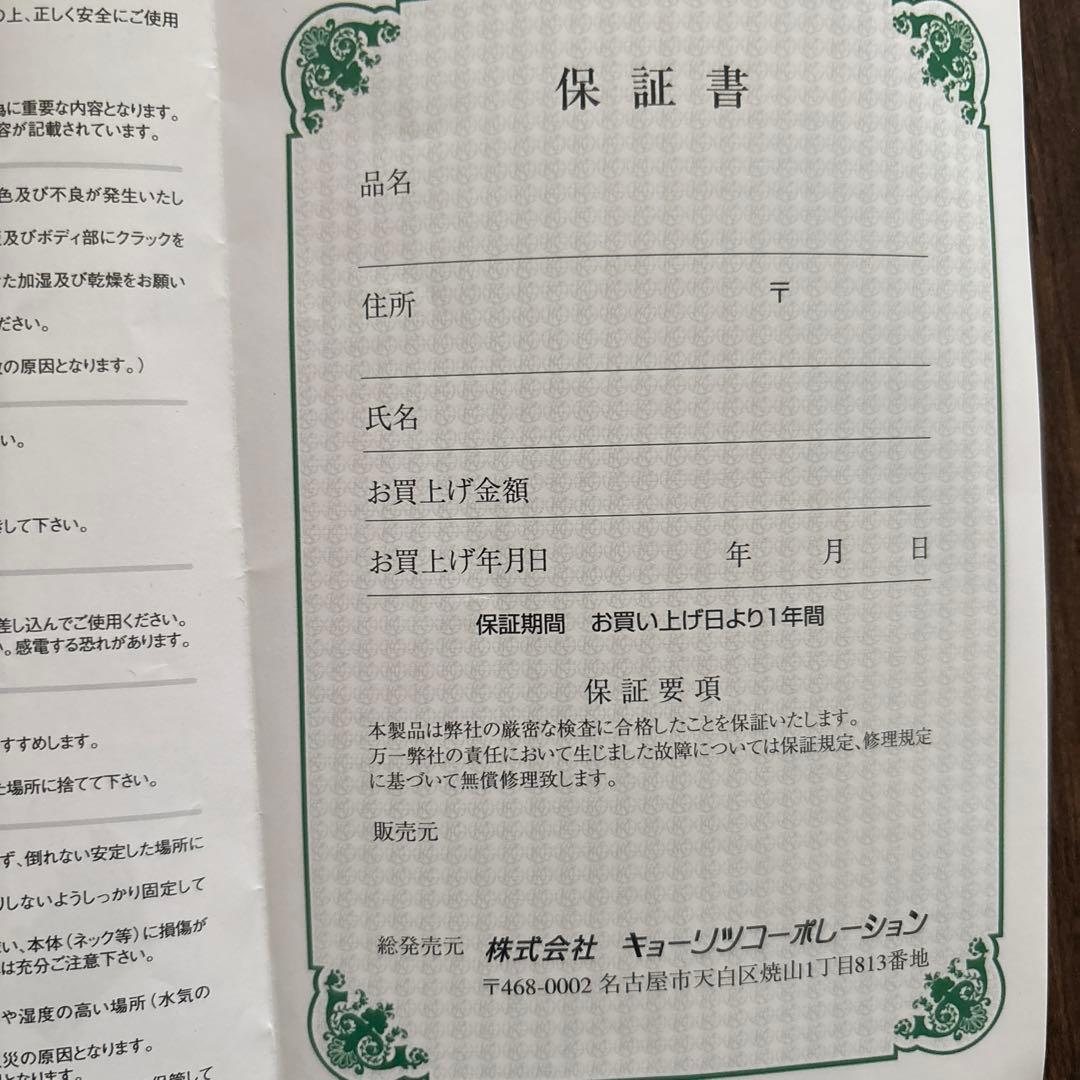 の上、正しく安全にご使用
に重要な内容となります。
容が記載されています。
色及び不良が発生いたし
及びボディ部にクラックを
た加湿及び乾燥をお願い
ださい。
の原因となります。)
い。
して下さい。
差し込んでご使用ください。
い。感電する恐れがあります。
すすめします。
た場所に捨てて下さい。
ず、倒れない安定した場所に
りしないようしっかり固定して
い、本体(ネック等)に損傷が
は充分ご注意下さい。
や湿度の高い場所(水気の
災の原因となります。
となります。
保管して
保証書
品名
住所 〒
氏名
お買上げ金額
お買上げ年月日 年 月 日
保証期間 お買い上げ日より1年間
保証要項
本製品は弊社の厳密な検査に合格したことを保証いたします。
万一弊社の責任において生じました故障については保証規定、修理規定
に基づいて無償修理致します。
販売元
総発売元 株式会社 キョーリツコーポレーション
〒468-0002 名古屋市天白区焼山1丁目813番地